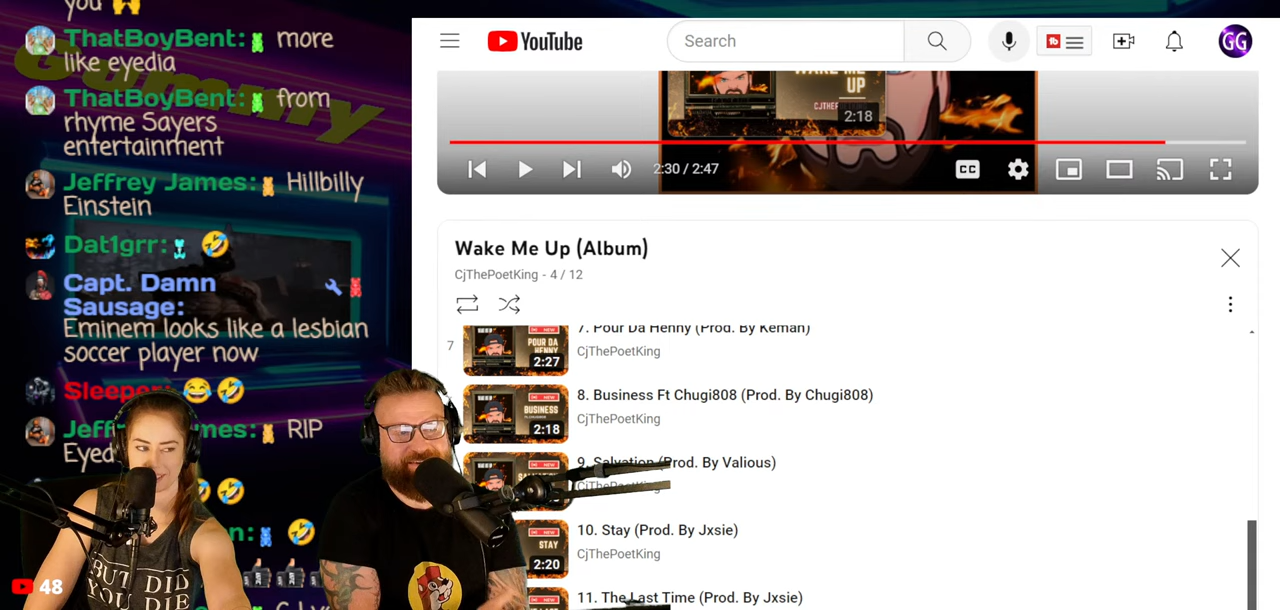 you 🙌
ThatBoyBent: more
like eyedia
ThatBoyBent: from
rhyme Sayers
entertainment
Jeffrey James: Hillbilly
Einstein
Dat1grr: 🤣
Capt. Damn
Sausage:
Eminem looks like a lesbian
soccer player now
Sleeper: 😂🤣
RIP
48
BUT DID
YOU DIE
YouTube
Search
GG
WAKE ME
UP
2:18
2:30 / 2:47
CC
Wake Me Up (Album)
CjThePoetKing - 4 / 12
7
POUR DA
HENNY
2:27
7. Pour Da Henny (Prod. By Keman)
CjThePoetKing
NEW
BUSINESS
2:18
8. Business Ft Chugi808 (Prod. By Chugi808)
CjThePoetKing
9. Salvation (Prod. By Valious)
CjThePoetKing
NEW
STAY
2:20
10. Stay (Prod. By Jxsie)
CjThePoetKing
11. The Last Time (Prod. By Jxsie)